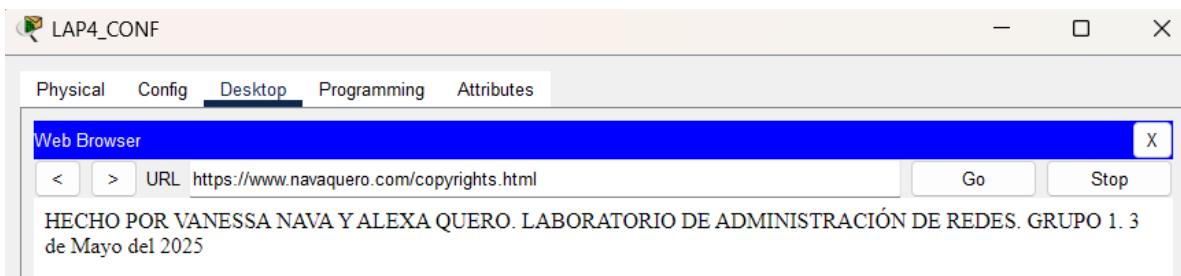 LAP4_CONF
Physical Config Desktop Programming Attributes
Web Browser X
< > URL https://www.navaquero.com/copyrights.html Go Stop
HECHO POR VANESSA NAVA Y ALEXA QUERO. LABORATORIO DE ADMINISTRACIÓN DE REDES. GRUPO 1. 3
de Mayo del 2025